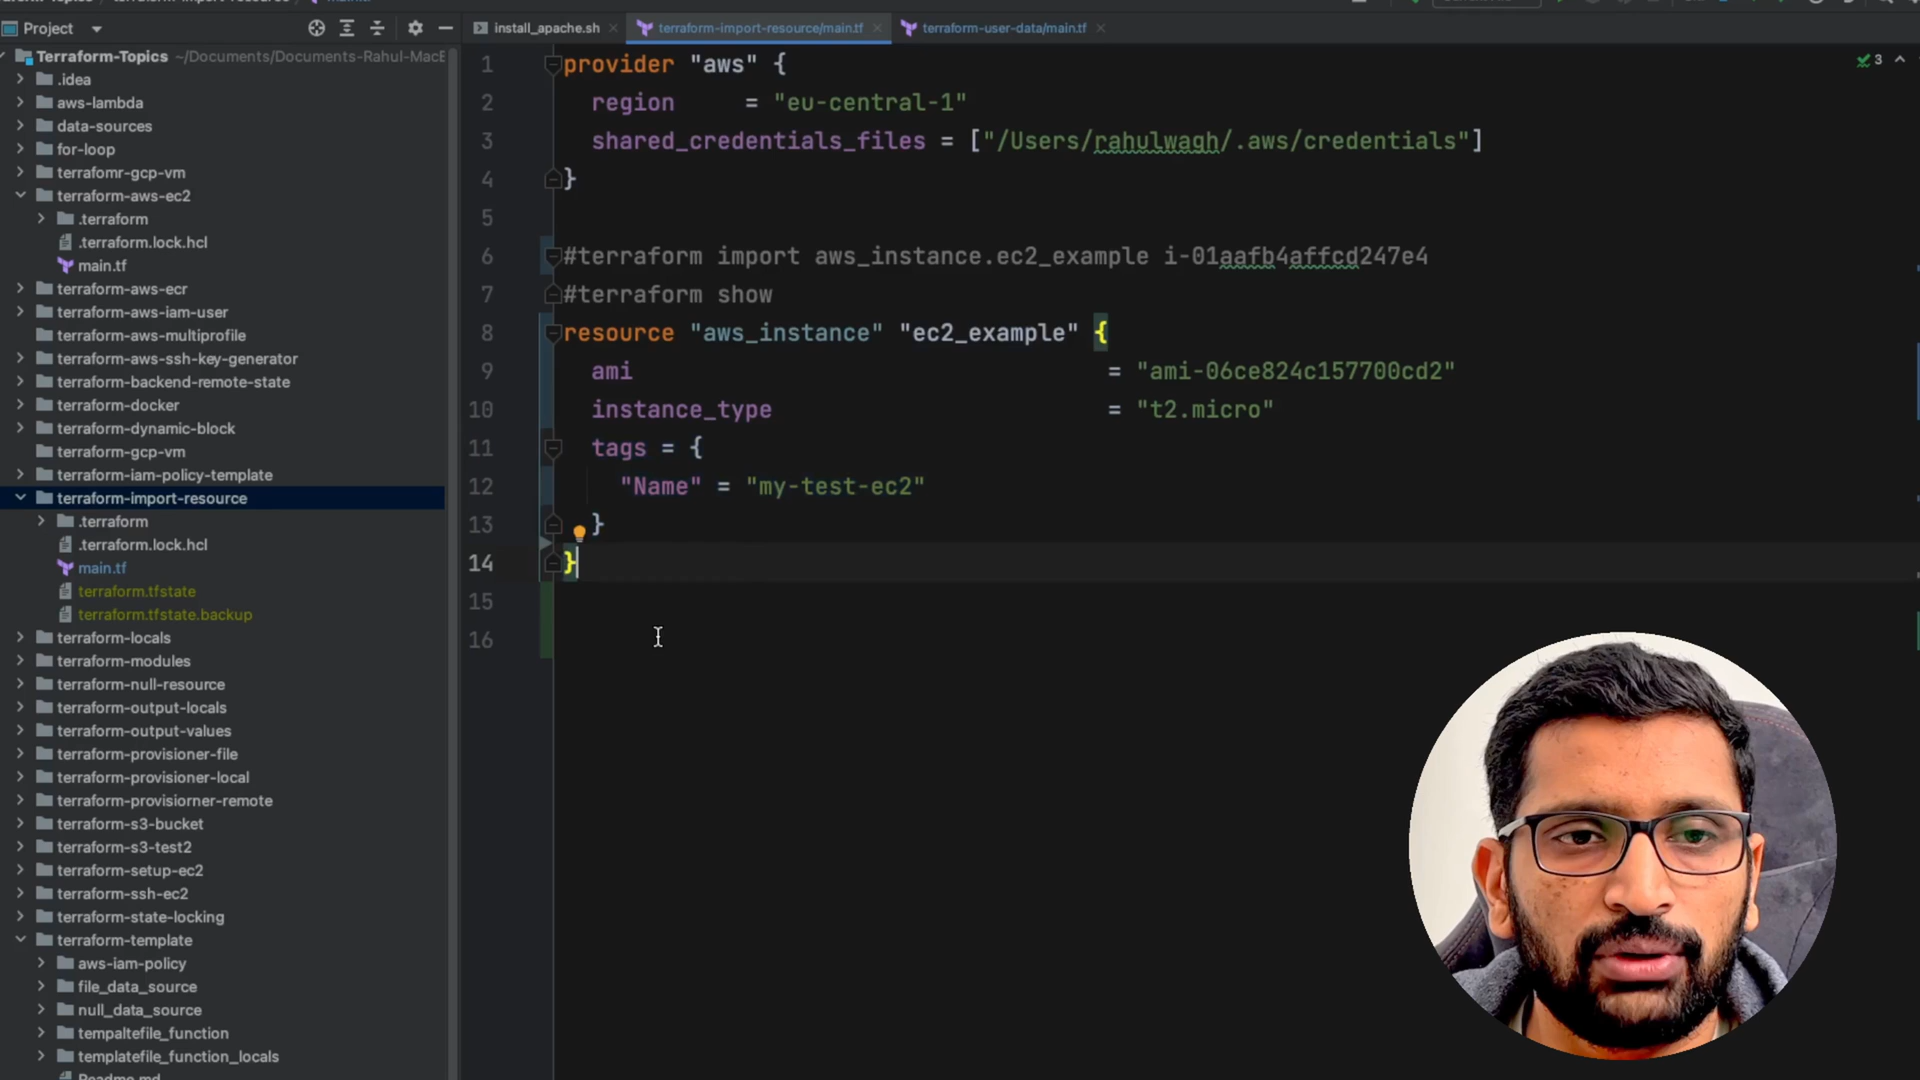 Project
install_apache.sh
terraform-import-resource/main.tf
terraform-user-data/main.tf
Terraform-Topics ~/Documents/Documents-Rahul-MacB
.idea
aws-lambda
data-sources
for-loop
terrafomr-gcp-vm
terraform-aws-ec2
.terraform
.terraform.lock.hcl
main.tf
terraform-aws-ecr
terraform-aws-iam-user
terraform-aws-multiprofile
terraform-aws-ssh-key-generator
terraform-backend-remote-state
terraform-docker
terraform-dynamic-block
terraform-gcp-vm
terraform-iam-policy-template
terraform-import-resource
.terraform
.terraform.lock.hcl
main.tf
terraform.tfstate
terraform.tfstate.backup
terraform-locals
terraform-modules
terraform-null-resource
terraform-output-locals
terraform-output-values
terraform-provisioner-file
terraform-provisioner-local
terraform-provisiorner-remote
terraform-s3-bucket
terraform-s3-test2
terraform-setup-ec2
terraform-ssh-ec2
terraform-state-locking
terraform-template
aws-iam-policy
file_data_source
null_data_source
tempaltefile_function
templatefile_function_locals
Readme.md
1 provider "aws" {
2 region = "eu-central-1"
3 shared_credentials_files = ["/Users/rahulwagh/.aws/credentials"]
4 }
5
6 #terraform import aws_instance.ec2_example i-01aafb4affcd247e4
7 #terraform show
8 resource "aws_instance" "ec2_example" {
9 ami = "ami-06ce824c157700cd2"
10 instance_type = "t2.micro"
11 tags = {
12 "Name" = "my-test-ec2"
13 }
14 }
15
16
3